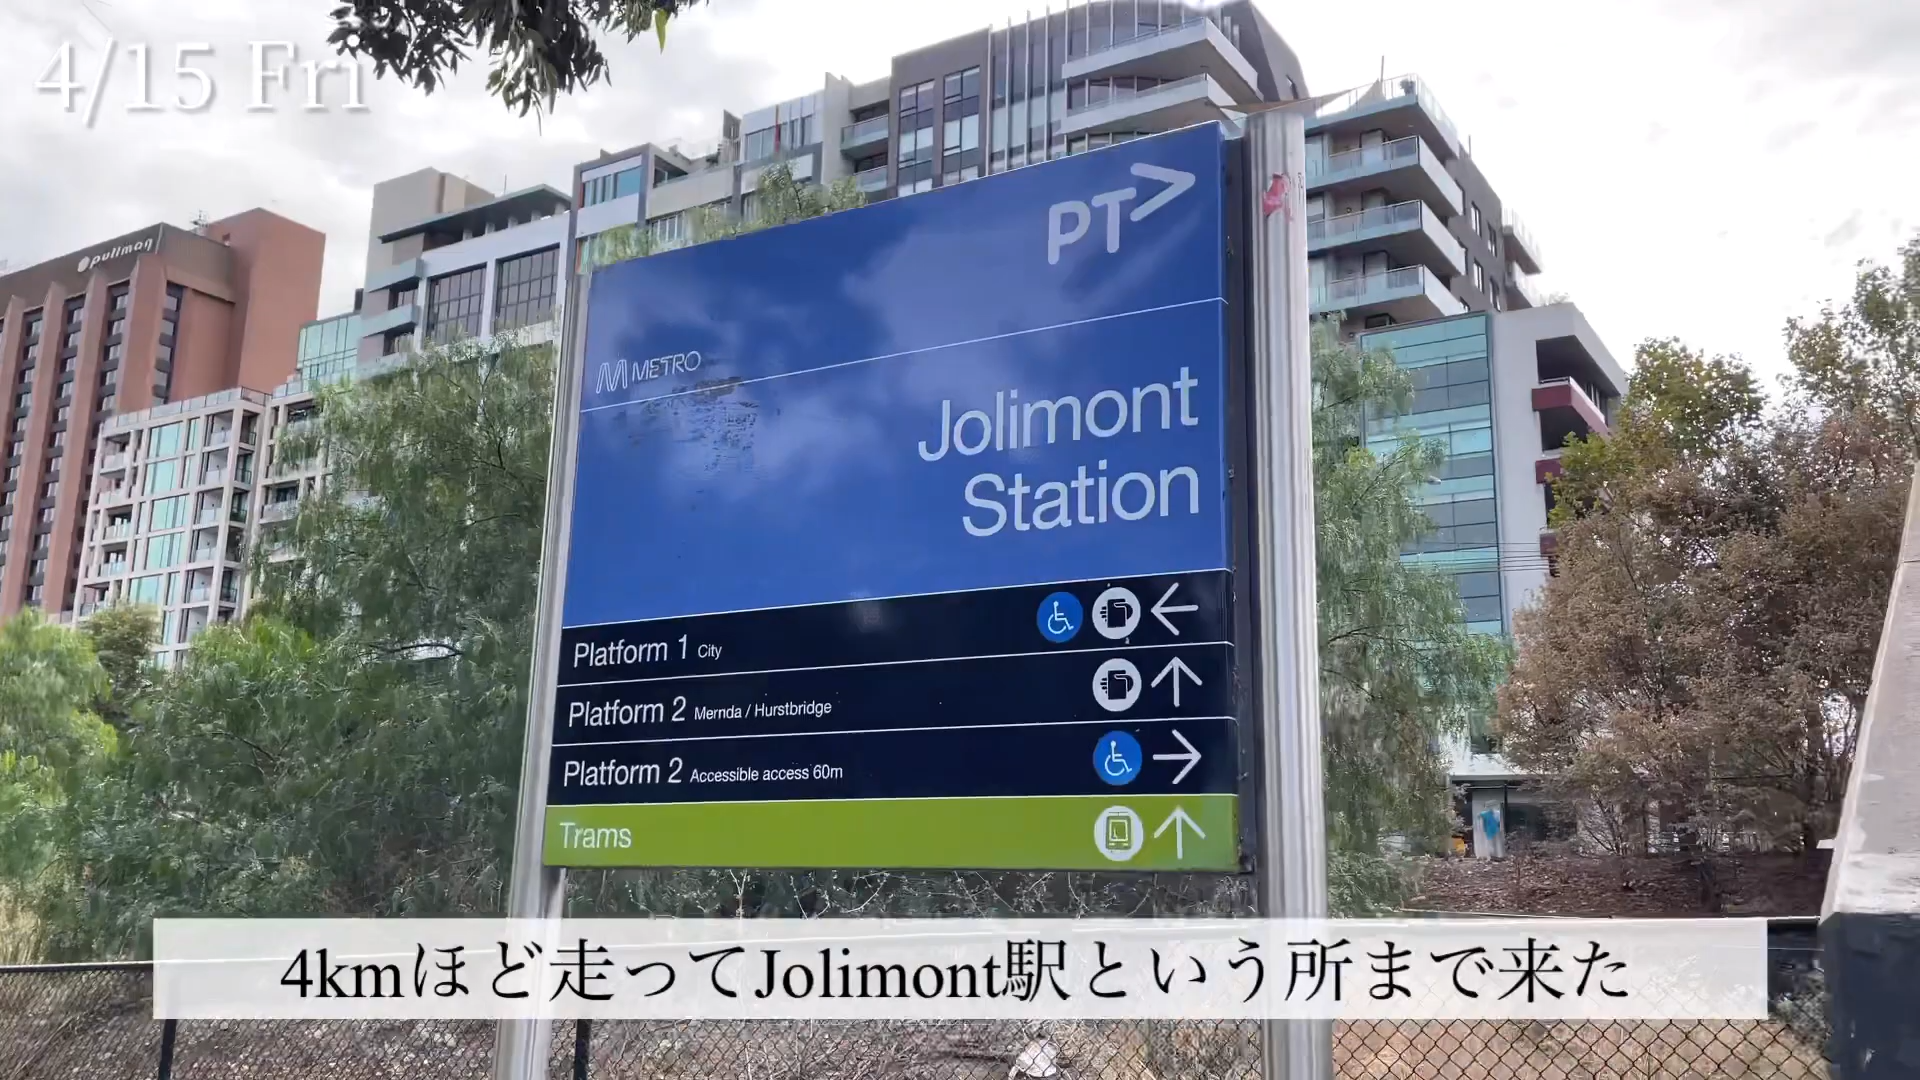 4/15 Fri
pullman
PT>
METRO
Jolimont
Station
Platform 1 City
Platform 2 Mernda / Hurstbridge
Platform 2 Accessible access 60m
Trams
4kmほど走ってJolimont駅という所まで来た